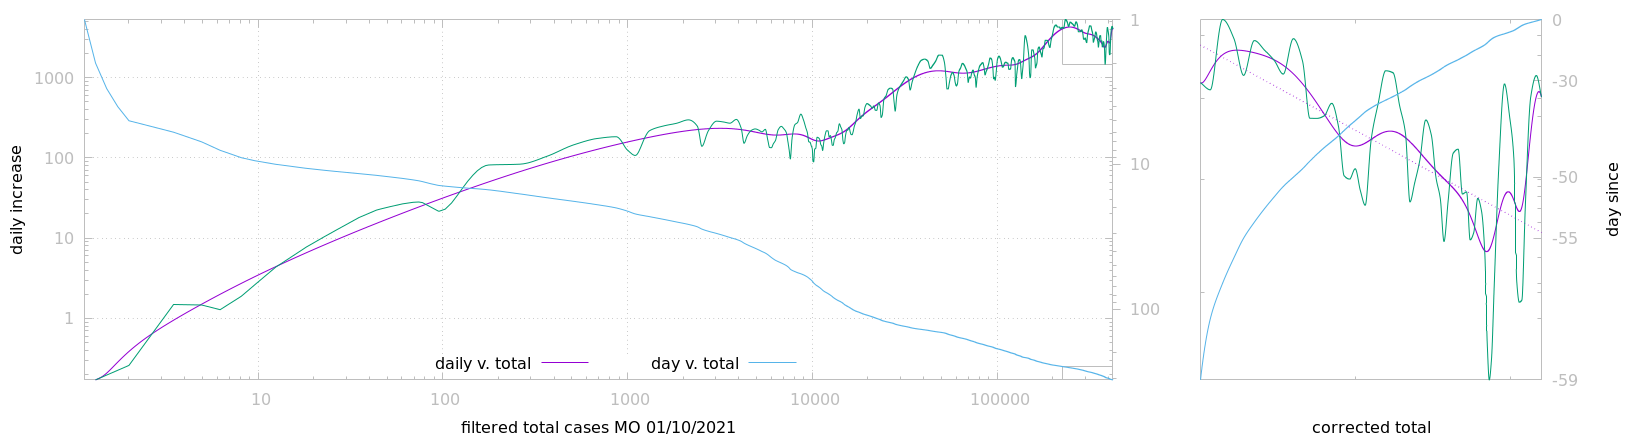 daily increase
1000
100
10
1
10
100
1000
10000
100000
1
10
100
daily v. total
day v. total
filtered total cases MO 01/10/2021
0
-30
-50
-55
-59
day since
corrected total